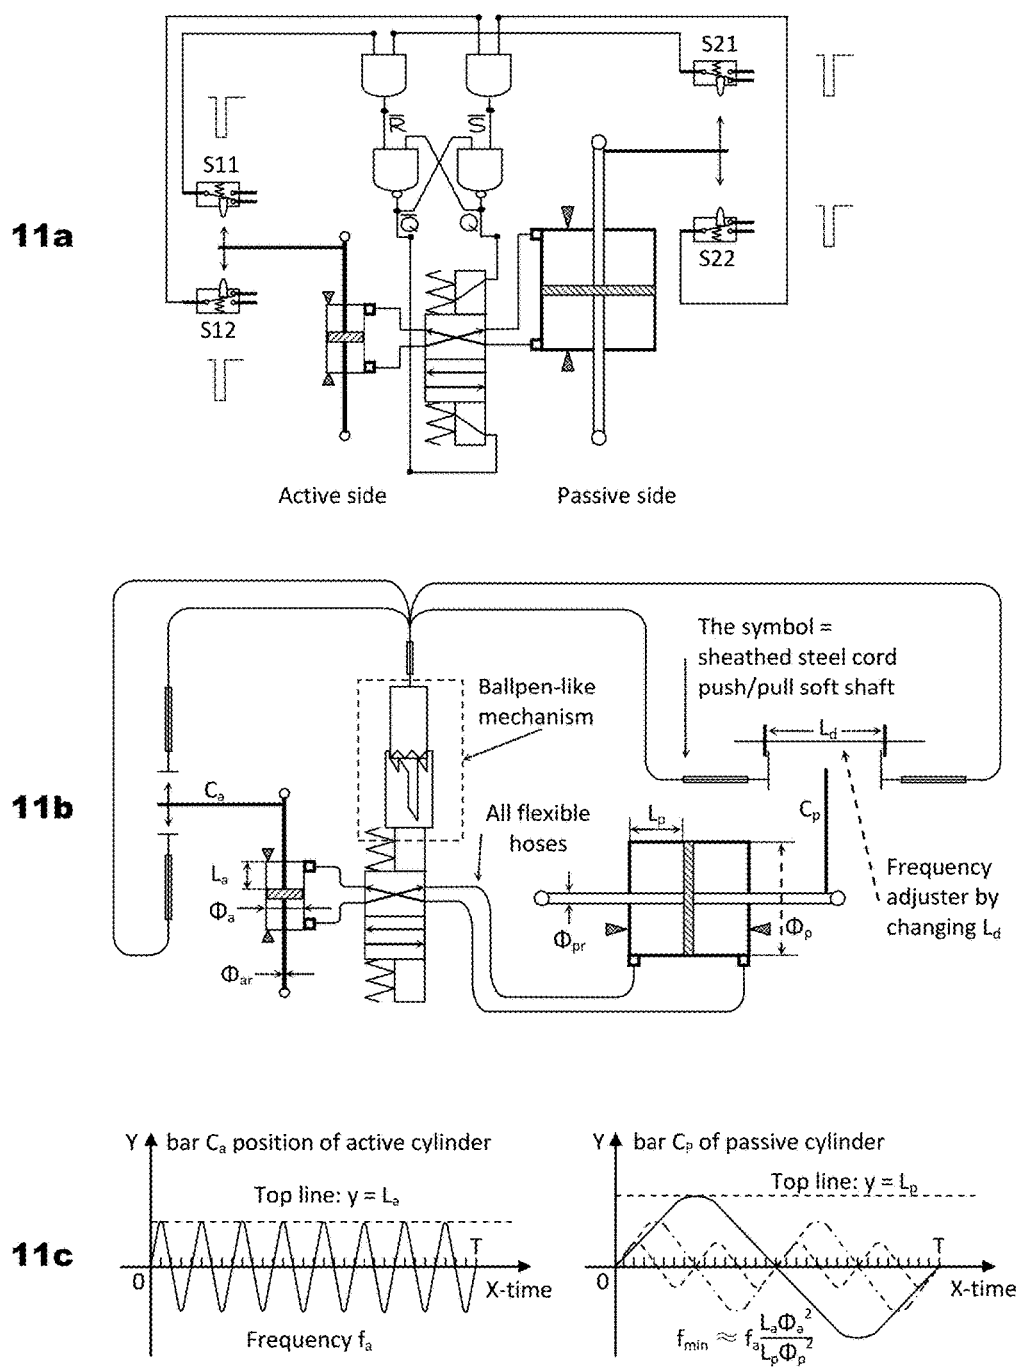 S21
R̅
S̅
S11
Q̅
Q
S22
11a
S12
Active side
Passive side
The symbol =
sheathed steel cord
push/pull soft shaft
Ballpen-like
mechanism
Ld
Ca
11b
All flexible
hoses
Lp
Cp
La
Frequency
adjuster by
changing Ld
Φa
Φpr
Φp
Φar
Y
bar Ca position of active cylinder
Y
bar CP of passive cylinder
Top line: y = La
Top line: y = Lp
11c
T
T
0
X-time
0
X-time
Frequency fa
fmin ≈ fa LaΦa²
LpΦp²